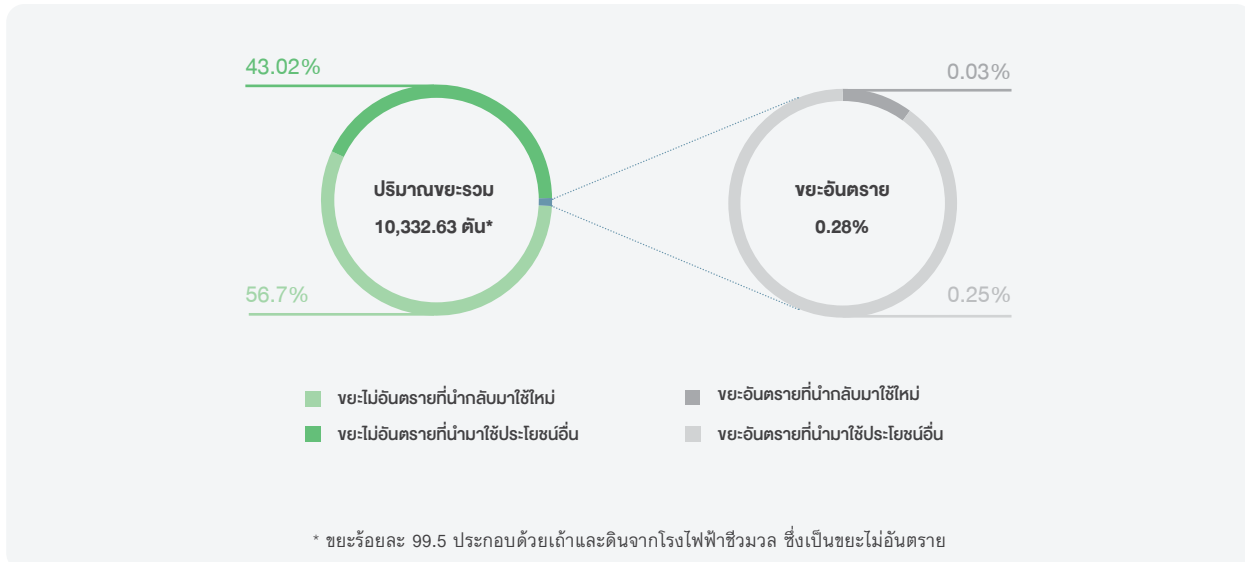 43.02%
0.03%
ปริมาณขยะรวม
10,332.63 ตัน*
ขยะอันตราย
0.28%
56.7%
0.25%
ขยะไม่อันตรายที่นำกลับมาใช้ใหม่
ขยะไม่อันตรายที่นำมาใช้ประโยชน์อื่น
ขยะอันตรายที่นำกลับมาใช้ใหม่
ขยะอันตรายที่นำมาใช้ประโยชน์อื่น
* ขยะร้อยละ 99.5 ประกอบด้วยเถ้าและดินจากโรงไฟฟ้าชีวมวล ซึ่งเป็นขยะไม่อันตราย